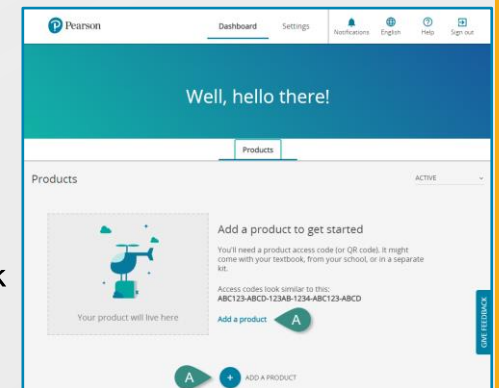 Pearson
Dashboard
Settings
Notifications
English
Help
Sign out
Well, hello there!
Products
Products
ACTIVE
Add a product to get started
You'll need a product access code (or QR code). It might
come with your textbook, from your school, or in a separate
kit.
Access codes look similar to this:
ABC123-ABCD-123AB-1234-ABC123-ABCD
Your product will live here
Add a product
A
k
GIVE FEEDBACK
A
+ ADD A PRODUCT